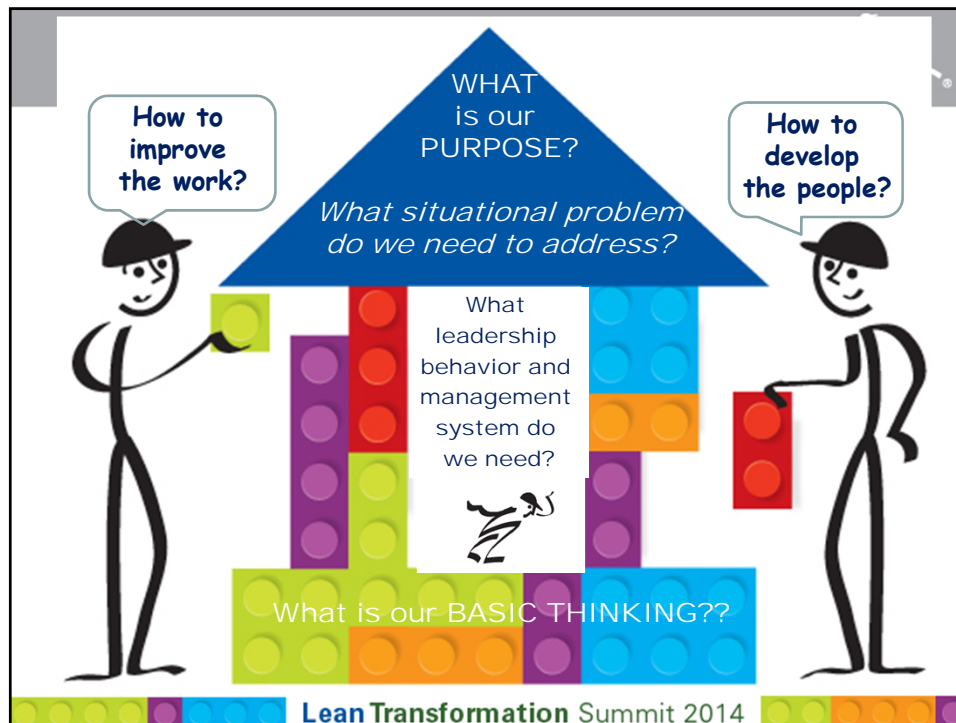 WHAT
is our
PURPOSE?
What situational problem
do we need to address?
How to
improve
the work?
How to
develop
the people?
What
leadership
behavior and
management
system do
we need?
What is our BASIC THINKING??
Lean Transformation Summit 2014